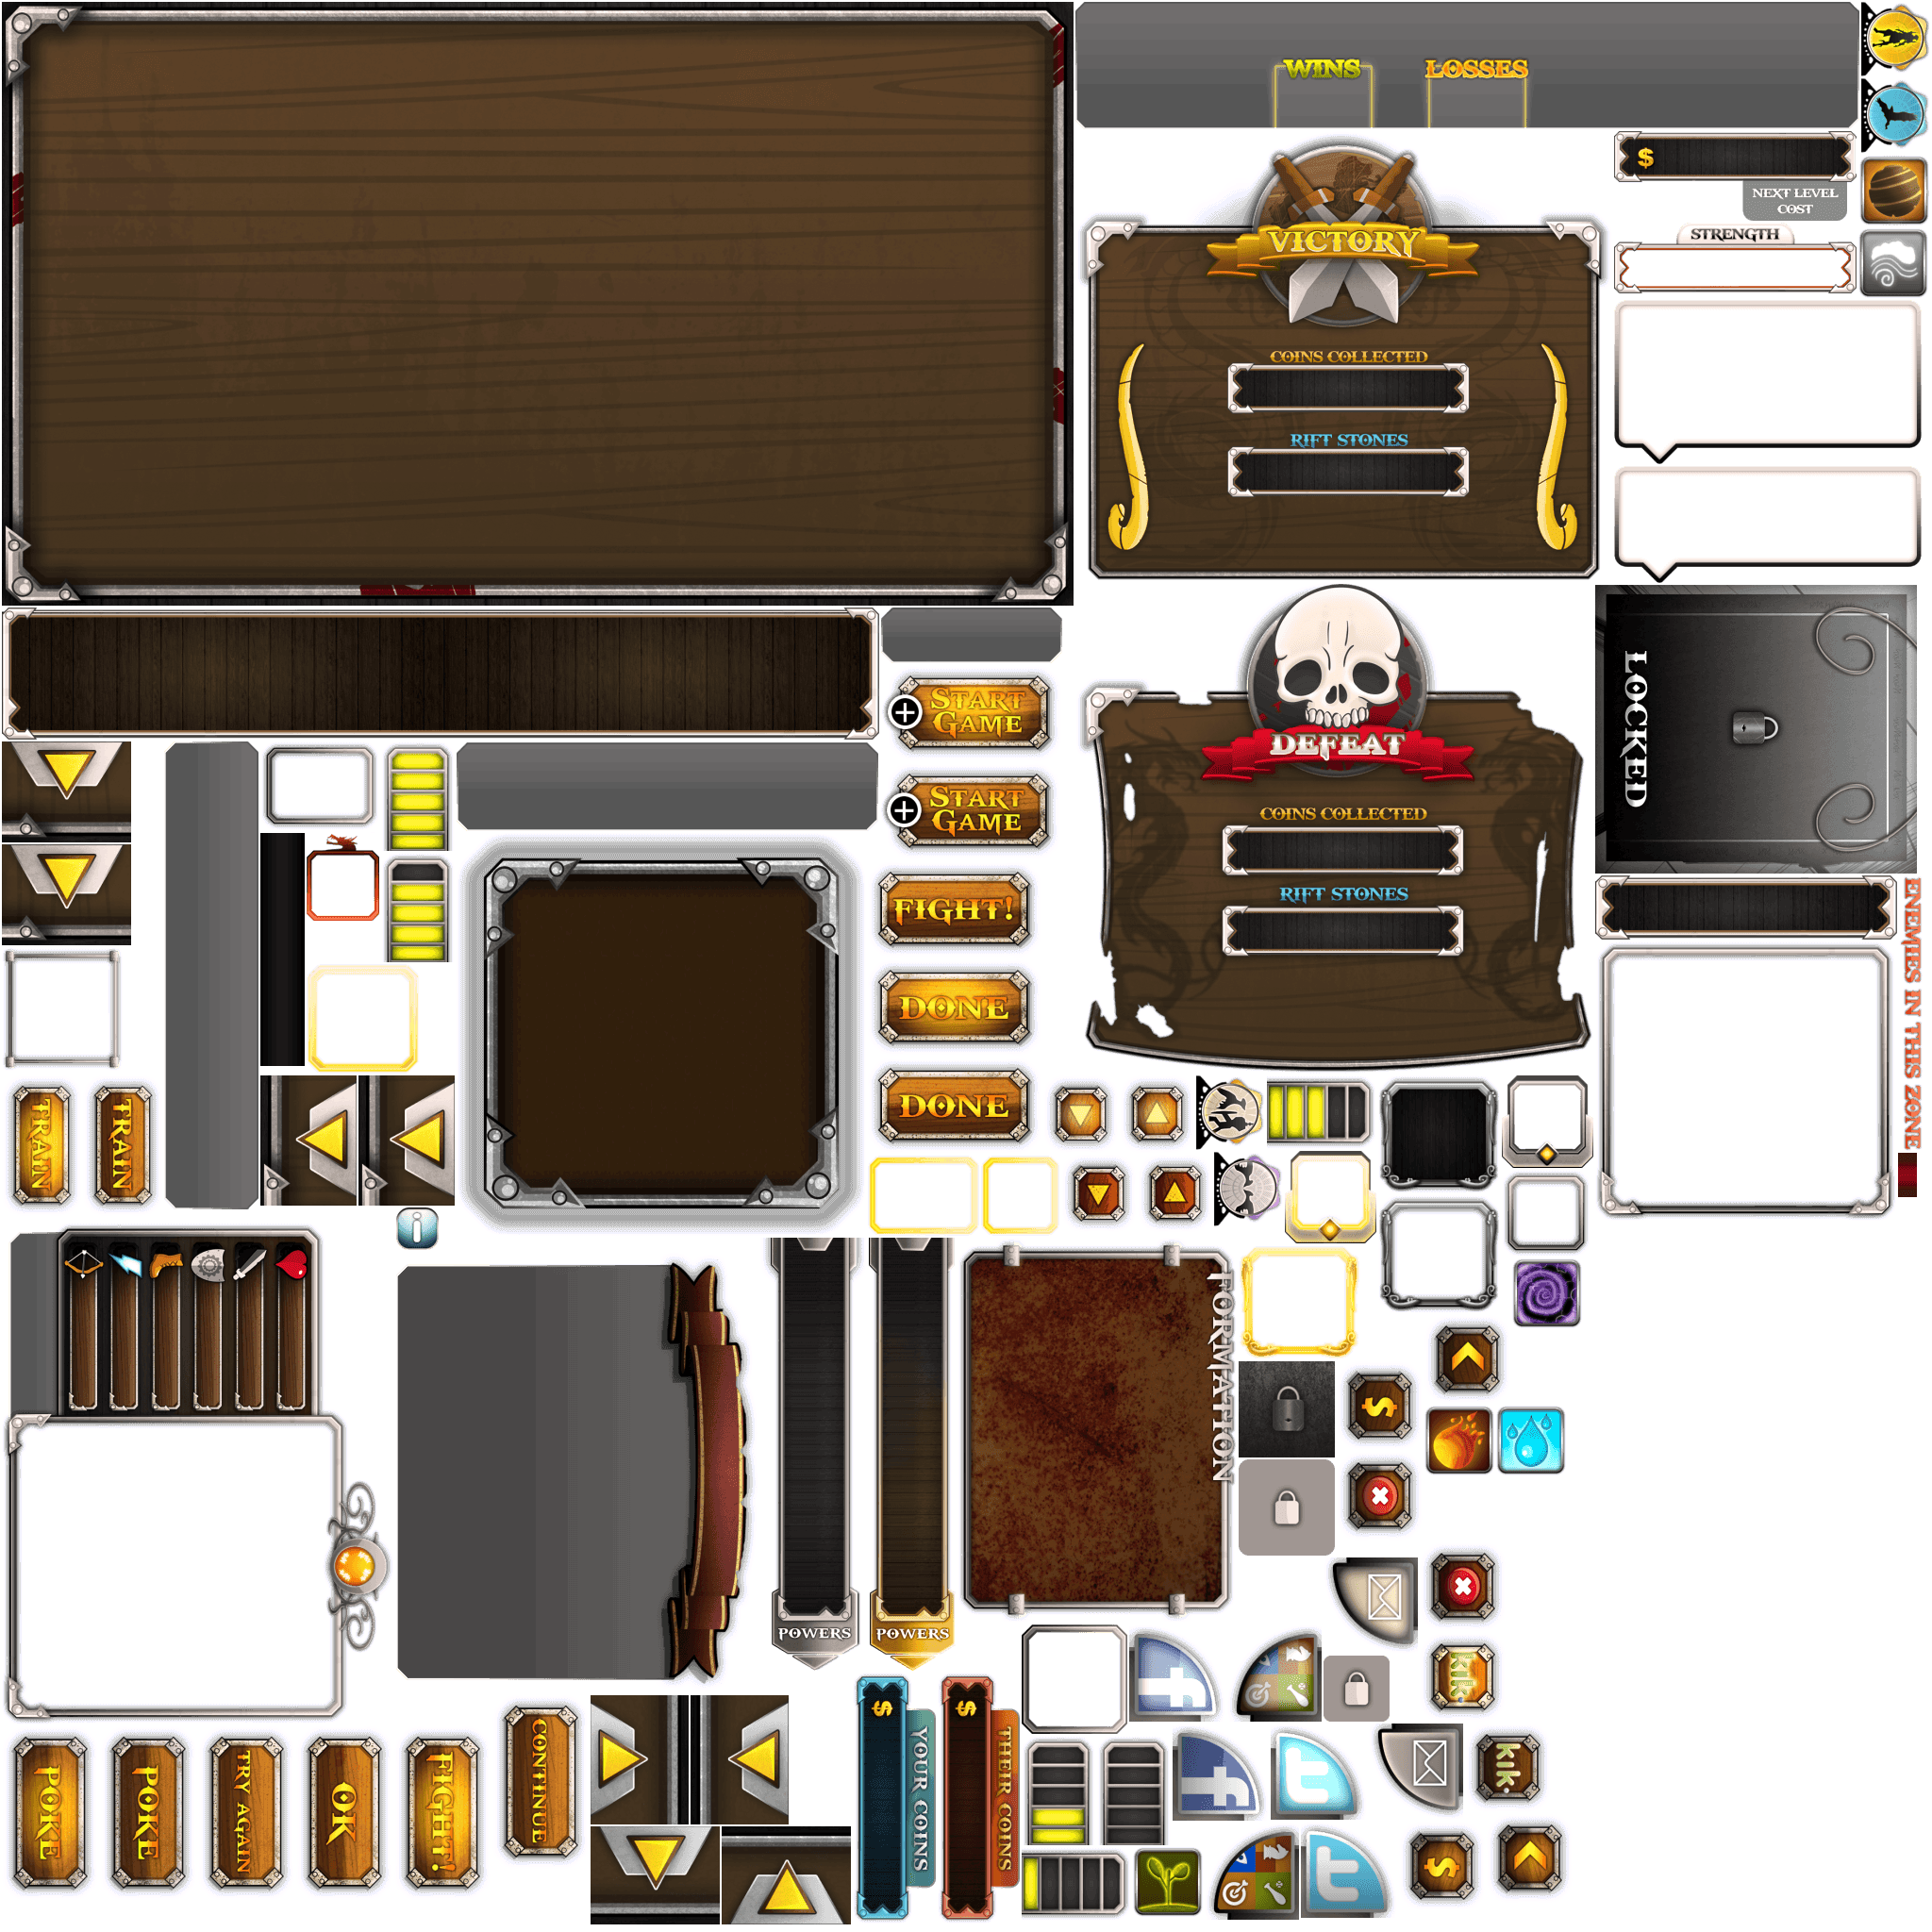 WINS
LOSSES
$
NEXT LEVEL
COST
STRENGTH
VICTORY
COINS COLLECTED
RIFT STONES
START
GAME
START
GAME
FIGHT!
DONE
DONE
DEFEAT
COINS COLLECTED
RIFT STONES
LOCKED
ENEMIES IN THIS ZONE
TRAIN
TRAIN
i
POWERS
POWERS
FORMATION
$
f
kik.
POKE
POKE
TRY AGAIN
OK
FIGHT!
CONTINUE
$
YOUR COINS
$
THEIR COINS
f
t
kik.
t
$